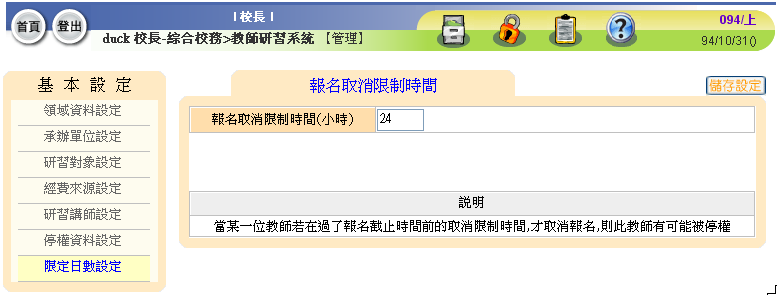 首頁 登出 | 校長 | 094/上
duck 校長-綜合校務>教師研習系統 【管理】 94/10/31()
基 本 設 定
領域資料設定
承辦單位設定
研習對象設定
經費來源設定
研習講師設定
停權資料設定
限定日數設定
報名取消限制時間 儲存設定
報名取消限制時間(小時) 24
說明
當某一位教師若在過了報名截止時間前的取消限制時間,才取消報名,則此教師有可能被停權